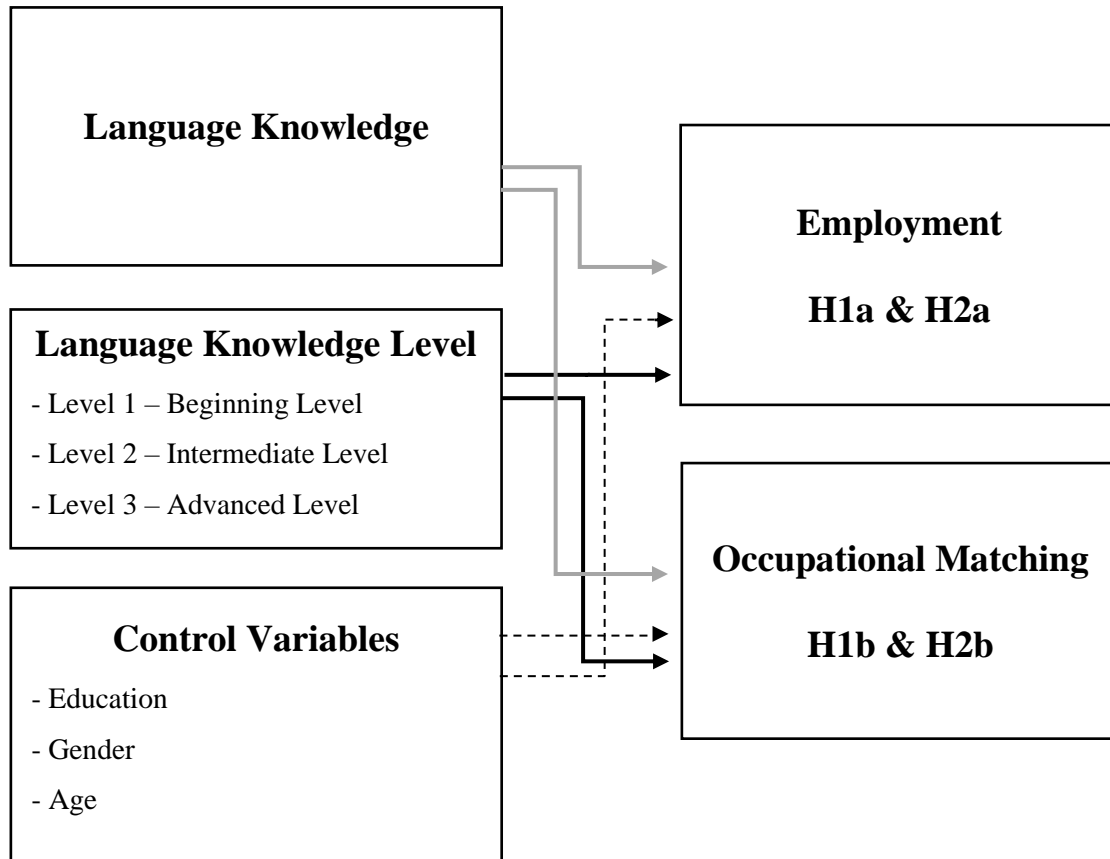 Language Knowledge
Language Knowledge Level
- Level 1 – Beginning Level
- Level 2 – Intermediate Level
- Level 3 – Advanced Level
Control Variables
- Education
- Gender
- Age
Employment
H1a & H2a
Occupational Matching
H1b & H2b